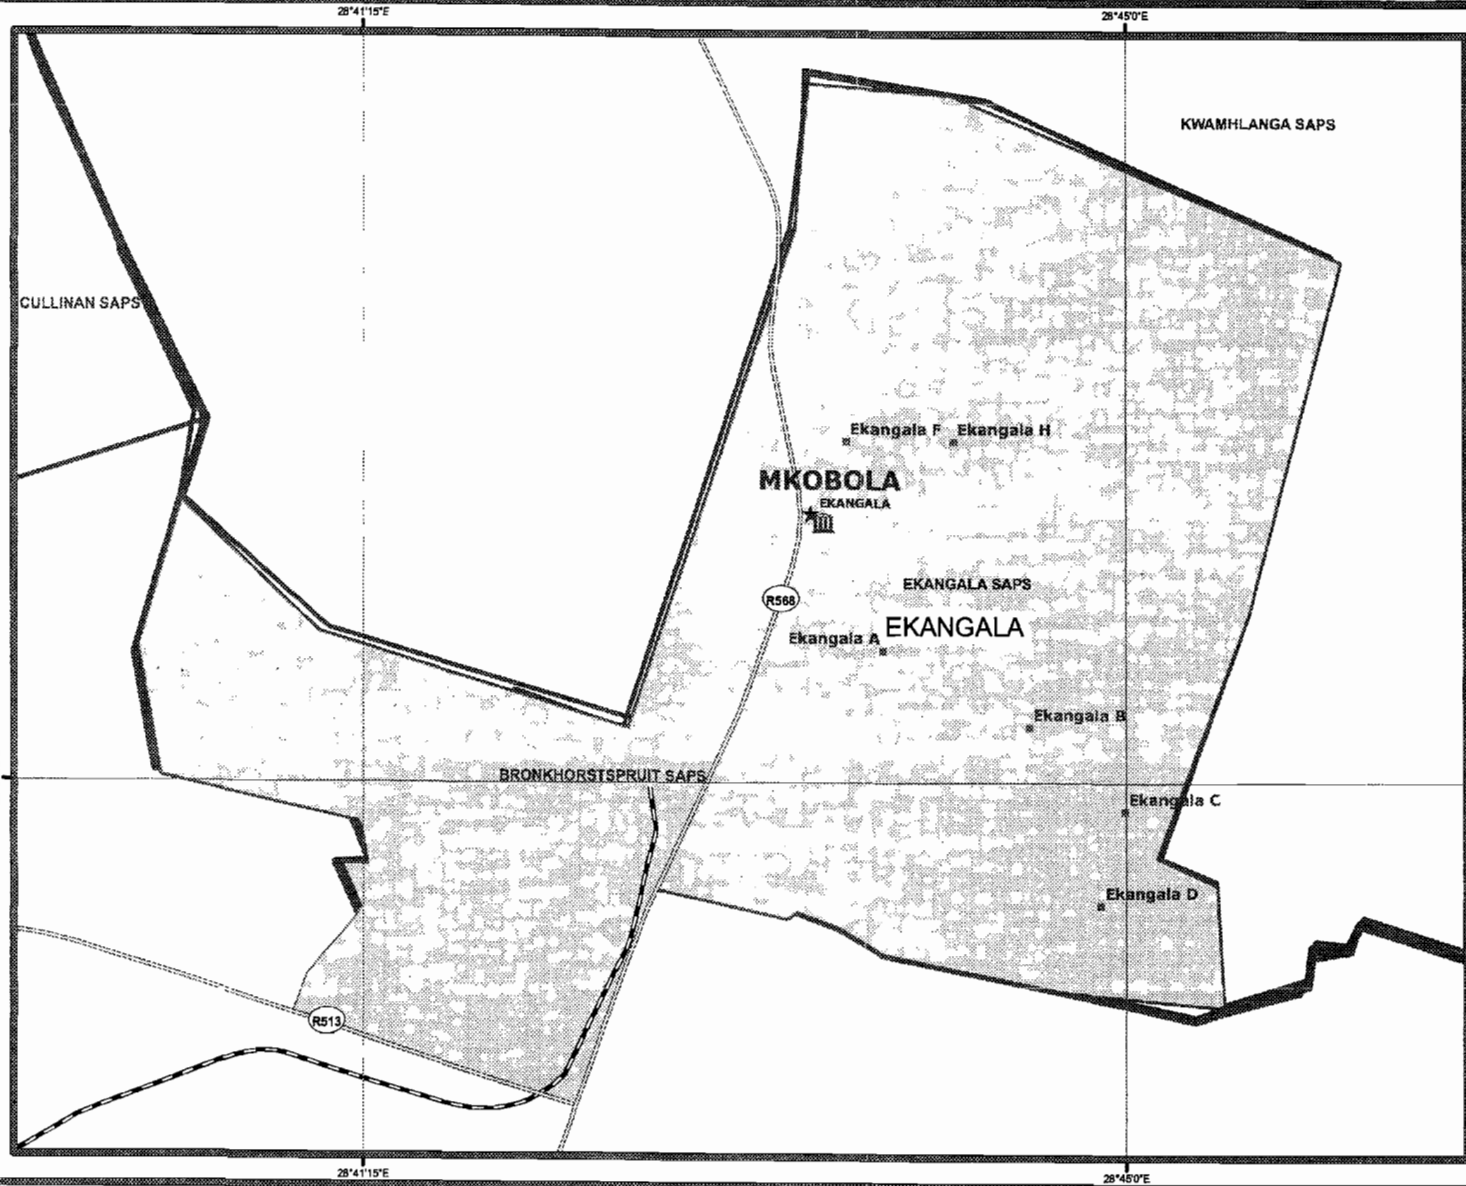 28°41'15"E
28°45'0"E
KWAMHLANGA SAPS
CULLINAN SAPS
Ekangala F
Ekangala H
MKOBOLA
EKANGALA
EKANGALA SAPS
R568
Ekangala A
EKANGALA
Ekangala B
BRONKHORSTSPRUIT SAPS
Ekangala C
Ekangala D
R513
28°41'15"E
28°45'0"E